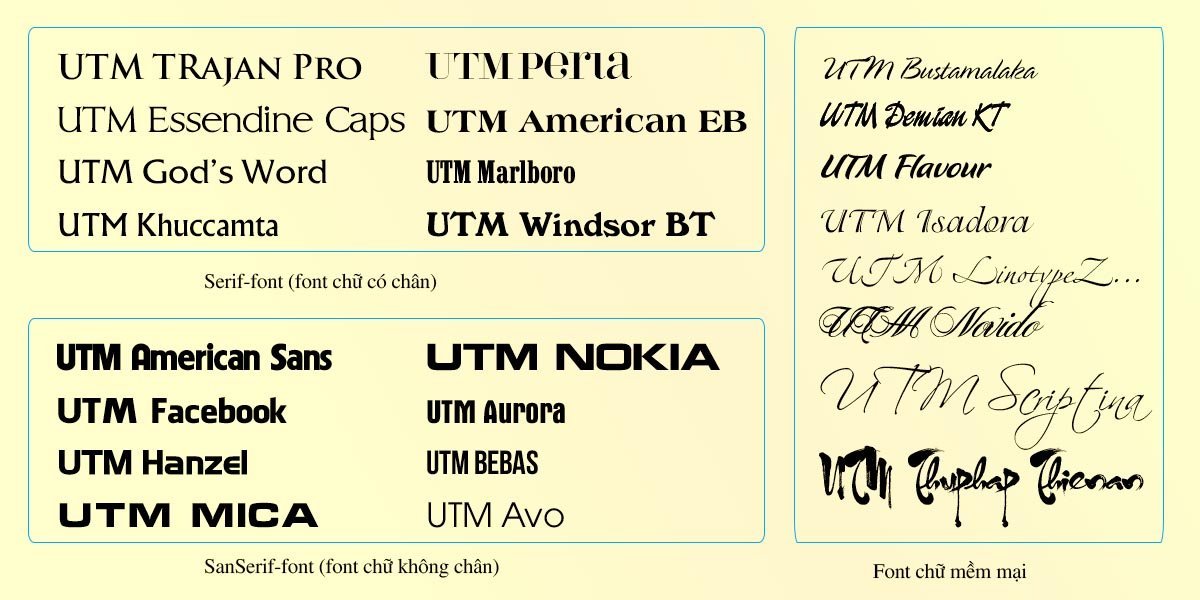 UTM TRajan Pro
UTM Essendine Caps
UTM God's Word
UTM Khuccamta
UTM Perla
UTM American EB
UTM Marlboro
UTM Windsor BT
Serif-font (font chữ có chân)
UTM American Sans
UTM Facebook
UTM Hanzel
UTM MICA
UTM NOKIA
UTM Aurora
UTM BEBAS
UTM Avo
SanSerif-font (font chữ không chân)
UTM Bustamalaka
UTM Demian KT
UTM Flavour
UTM Isadora
UTM LinotypeZ...
UTM Novido
UTM Scriptina
UTM Thuphap Thienan
Font chữ mềm mại